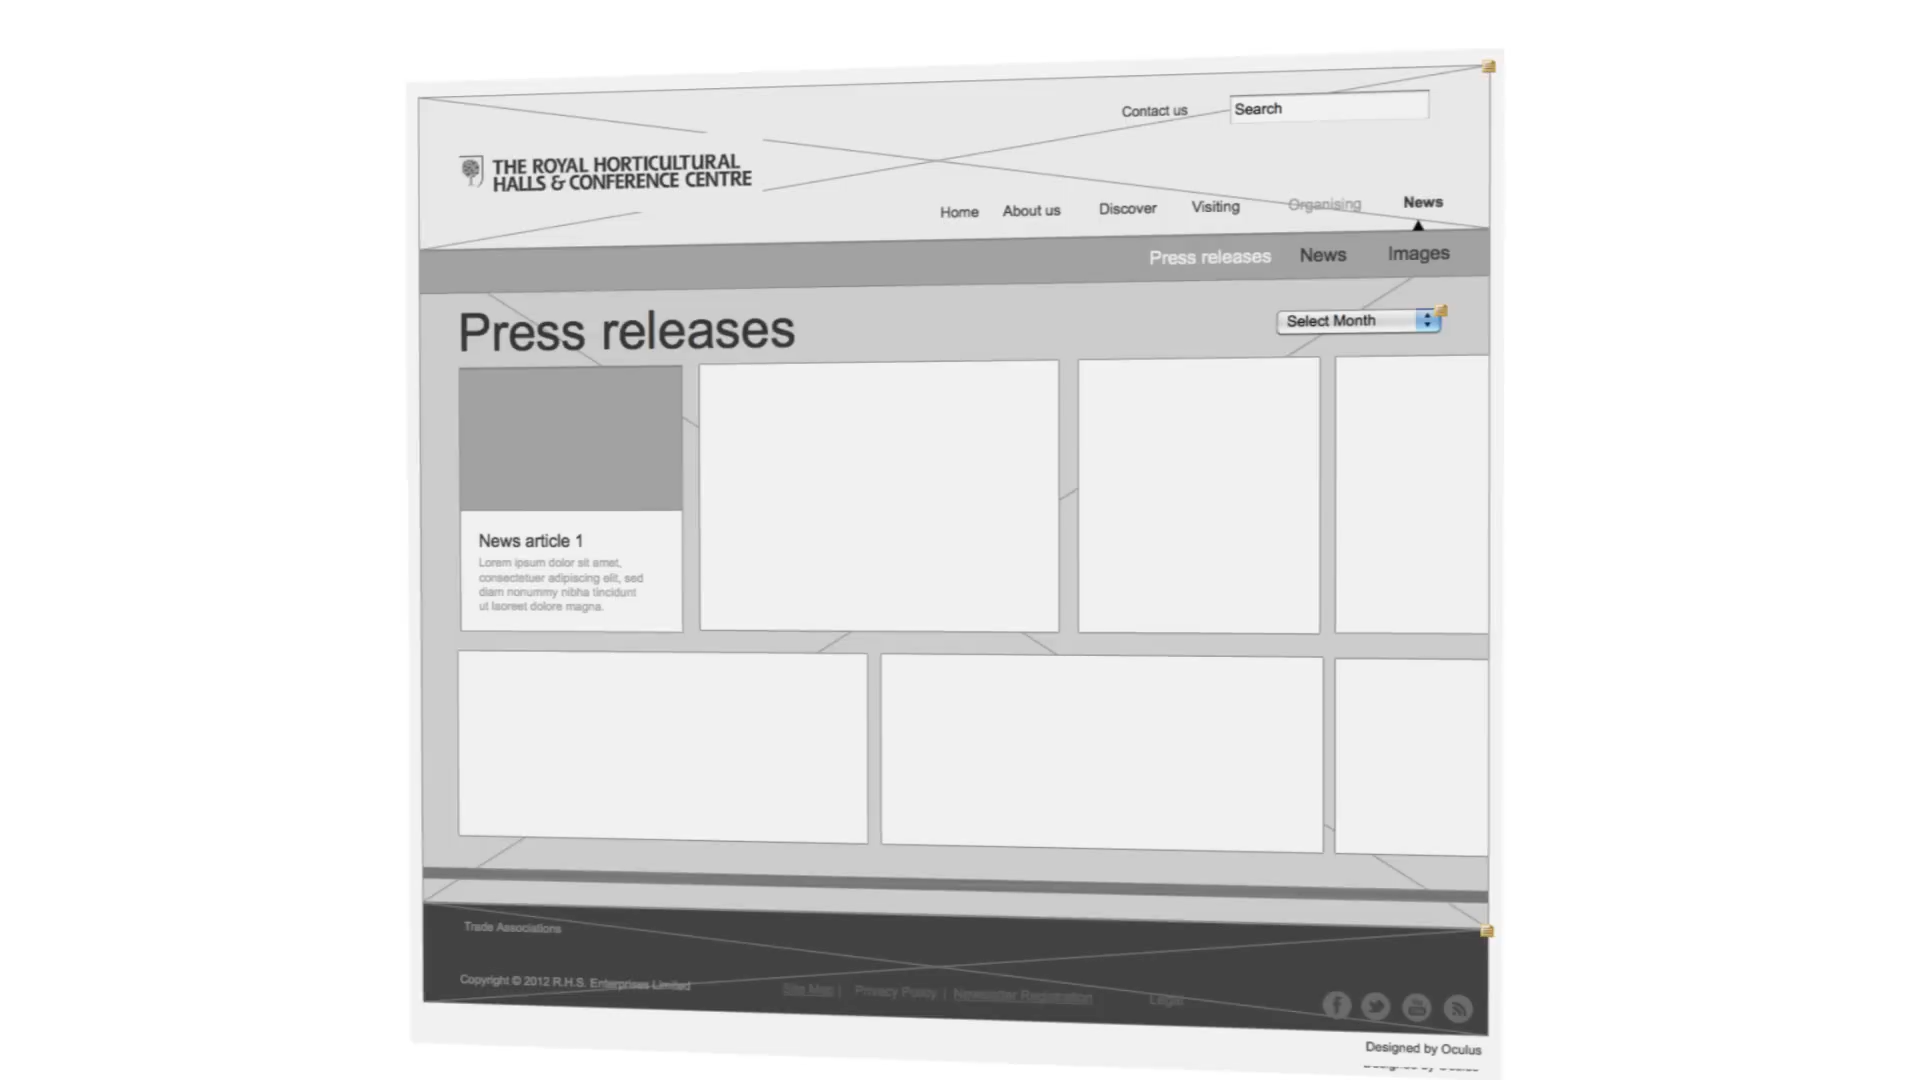 Contact us
Search
THE ROYAL HORTICULTURAL
HALLS & CONFERENCE CENTRE
Home About us Discover Visiting Organising News
Press releases News Images
Press releases
Select Month
News article 1
Lorem ipsum dolor sit amet,
consectetuer adipiscing elit, sed
diam nonummy nibha tincidunt
ut laoreet dolore magna.
Trade Associations
Copyright © 2012 R.H.S. Enterprises Limited
Site Map | Privacy Policy | Newsletter Registration Legal
Designed by Oculus